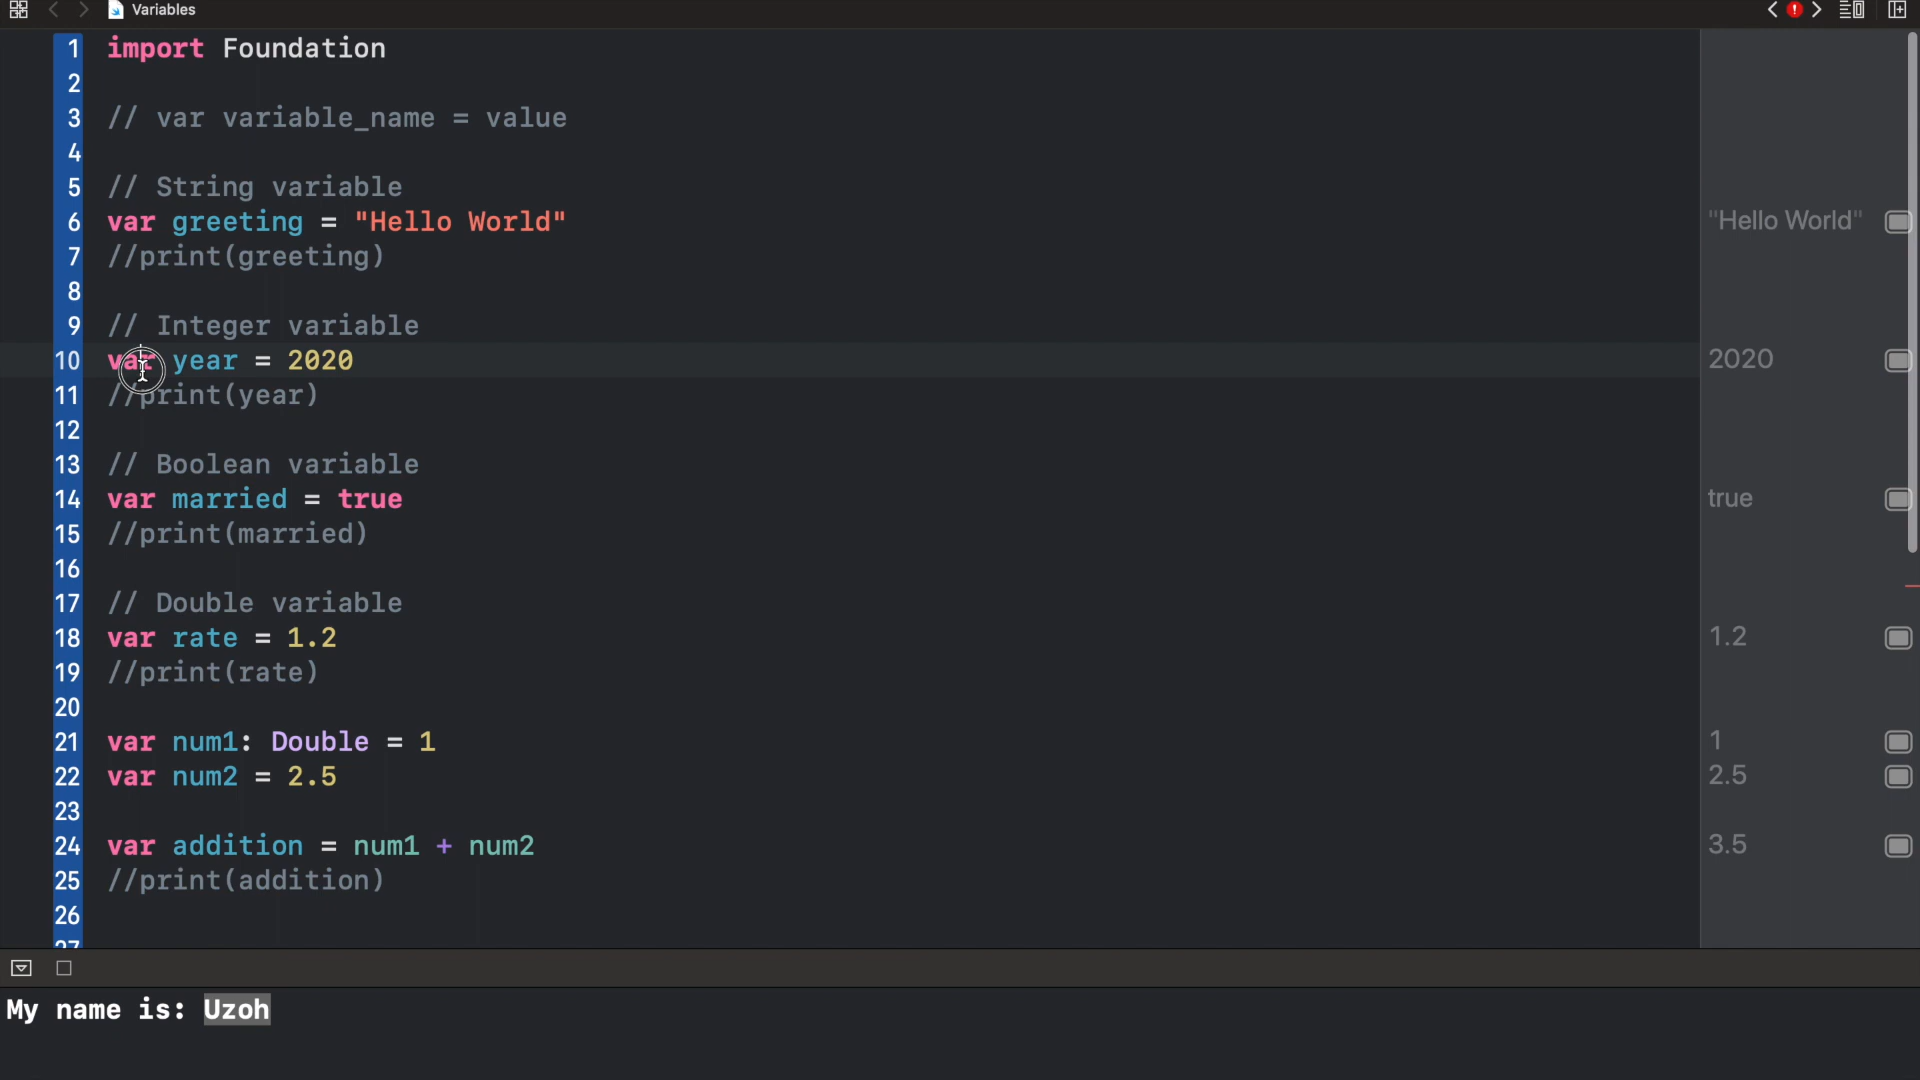 Variables
1 import Foundation
2
3 // var variable_name = value
4
5 // String variable
6 var greeting = "Hello World" "Hello World"
7 //print(greeting)
8
9 // Integer variable
10 var year = 2020 2020
11 //print(year)
12
13 // Boolean variable
14 var married = true true
15 //print(married)
16
17 // Double variable
18 var rate = 1.2 1.2
19 //print(rate)
20
21 var num1: Double = 1 1
22 var num2 = 2.5 2.5
23
24 var addition = num1 + num2 3.5
25 //print(addition)
26
27
My name is: Uzoh